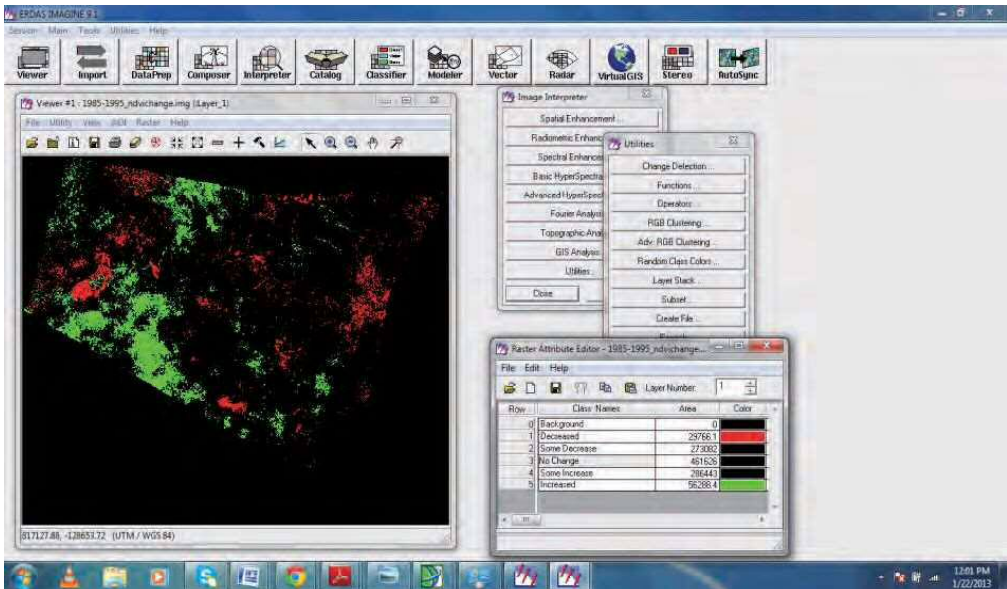 ERDAS IMAGINE 9.1
Session Main Tools Utilities Help
Viewer Import DataPrep Composer Interpreter Catalog Classifier Modeler Vector Radar VirtualGIS Stereo AutoSync
Viewer #1 : 1985-1995_ndvichange.img (:Layer_1)
File Utility View AOI Raster Help
817127.88, -128653.72 (UTM / WGS 84)
Image Interpreter
Spatial Enhancement ...
Radiometric Enhanc
Spectral Enhancem
Basic HyperSpectra
Advanced HyperSpect
Fourier Analysi
Topographic Anal
GIS Analysis
Utilities..
Close
Utilities
Change Detection ...
Functions ...
Operators ...
RGB Clustering ...
Adv. RGB Clustering ...
Random Class Colors ...
Layer Stack ...
Subset...
Create File ...
Raster Attribute Editor - 1985-1995_ndvichange....
File Edit Help
Layer Number: 1
Row Class Names Area Color
0 Background 0
1 Decreased 29766.1
2 Some Decrease 273082
3 No Change 461626
4 Some Increase 286443
5 Increased 56288.4
12:01 PM
1/22/2013